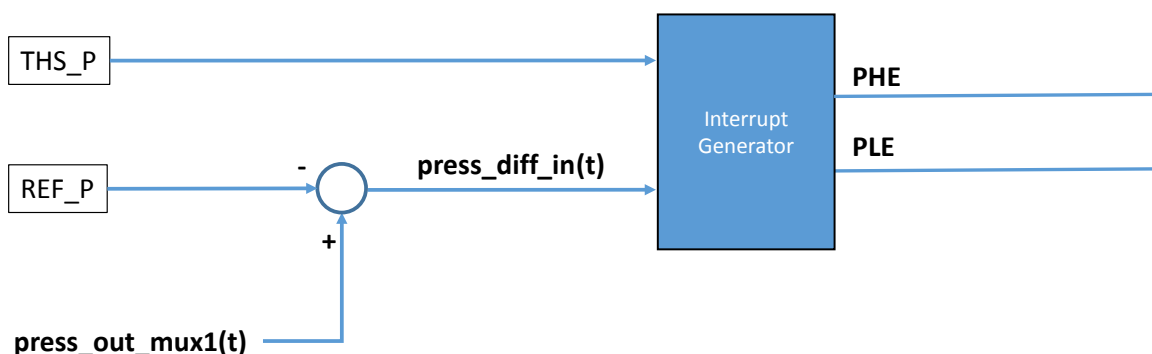 THS_P
PHE
Interrupt
Generator
PLE
press_diff_in(t)
-
REF_P
+
press_out_mux1(t)